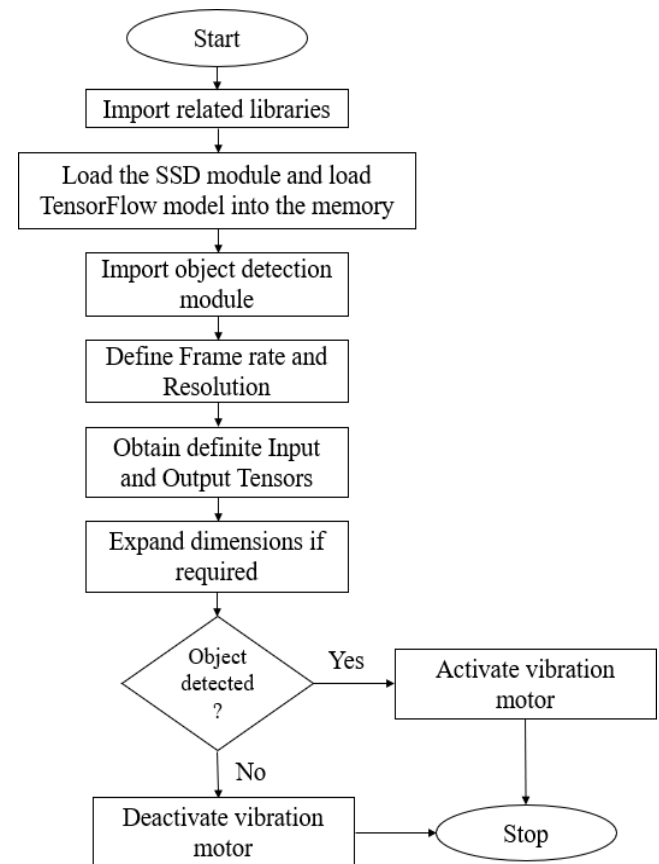 Start
Import related libraries
Load the SSD module and load
TensorFlow model into the memory
Import object detection
module
Define Frame rate and
Resolution
Obtain definite Input
and Output Tensors
Expand dimensions if
required
Object
detected
?
Yes
Activate vibration
motor
No
Deactivate vibration
motor
Stop